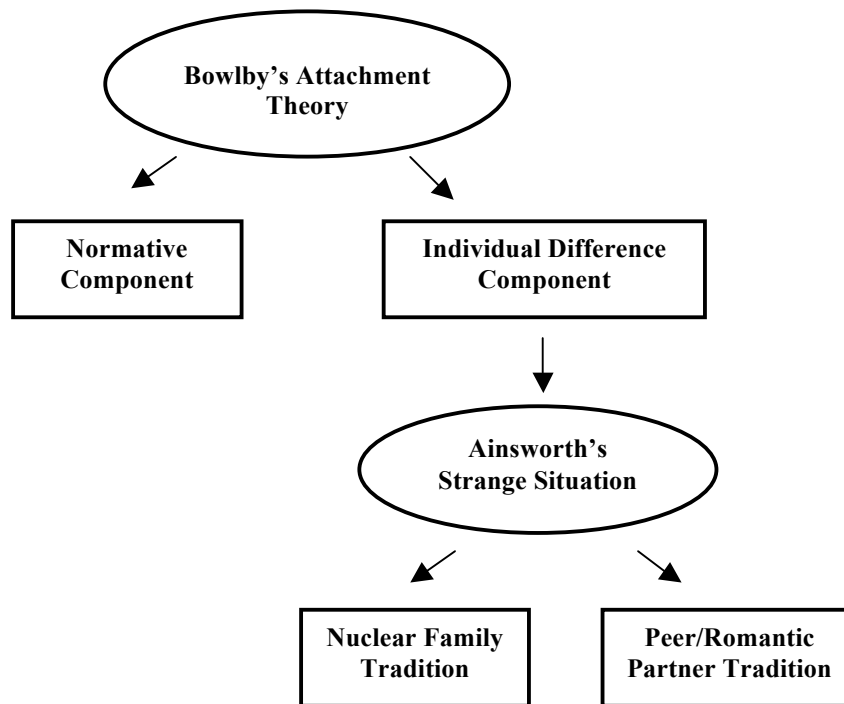 Bowlby’s Attachment
Theory
Normative
Component
Individual Difference
Component
Ainsworth’s
Strange Situation
Nuclear Family
Tradition
Peer/Romantic
Partner Tradition